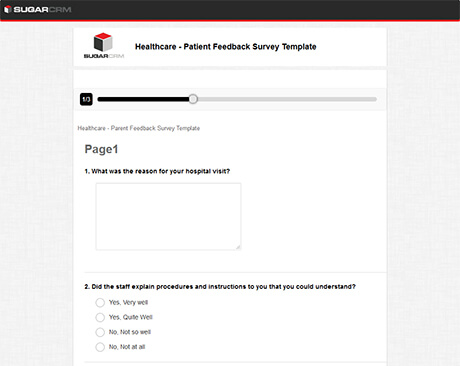 SUGARCRM
SUGARCRM
Healthcare - Patient Feedback Survey Template
1/3
Healthcare - Parent Feedback Survey Template
Page1
1. What was the reason for your hospital visit?
2. Did the staff explain procedures and instructions to you that you could understand?
Yes, Very well
Yes, Quite Well
No, Not so well
No, Not at all